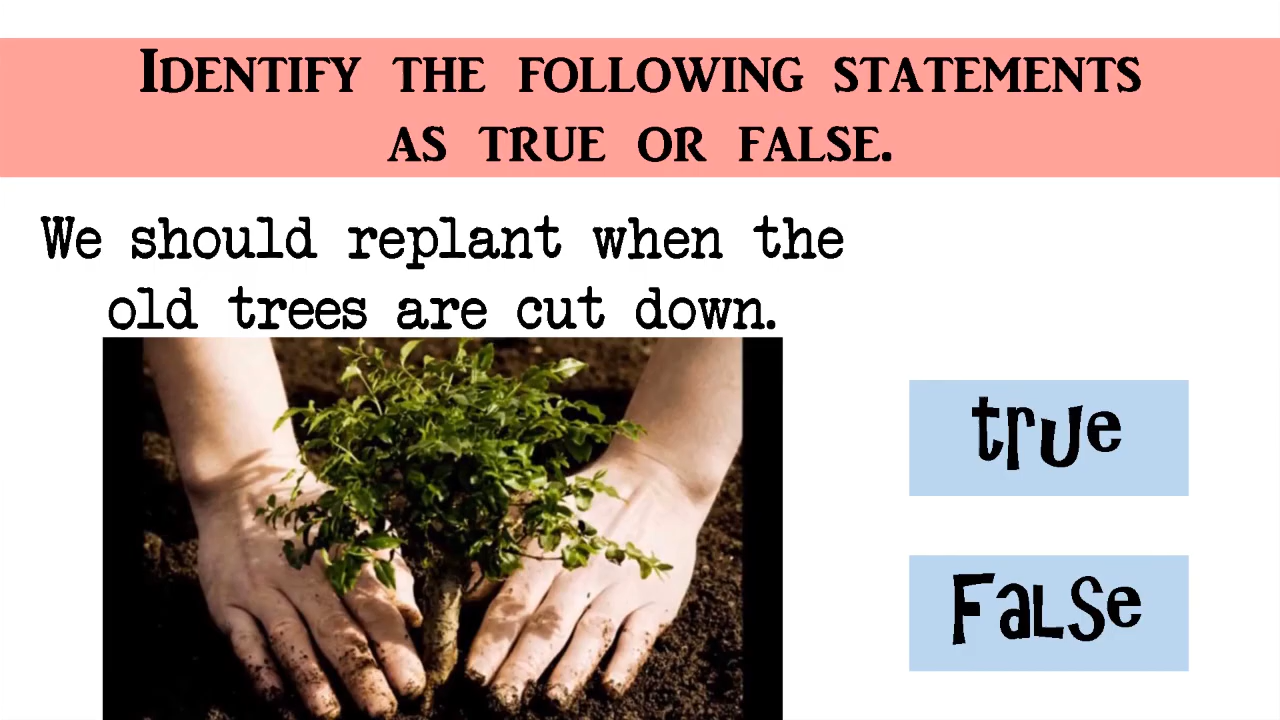 Identify the following statements
as true or false.
We should replant when the
old trees are cut down.
true
False